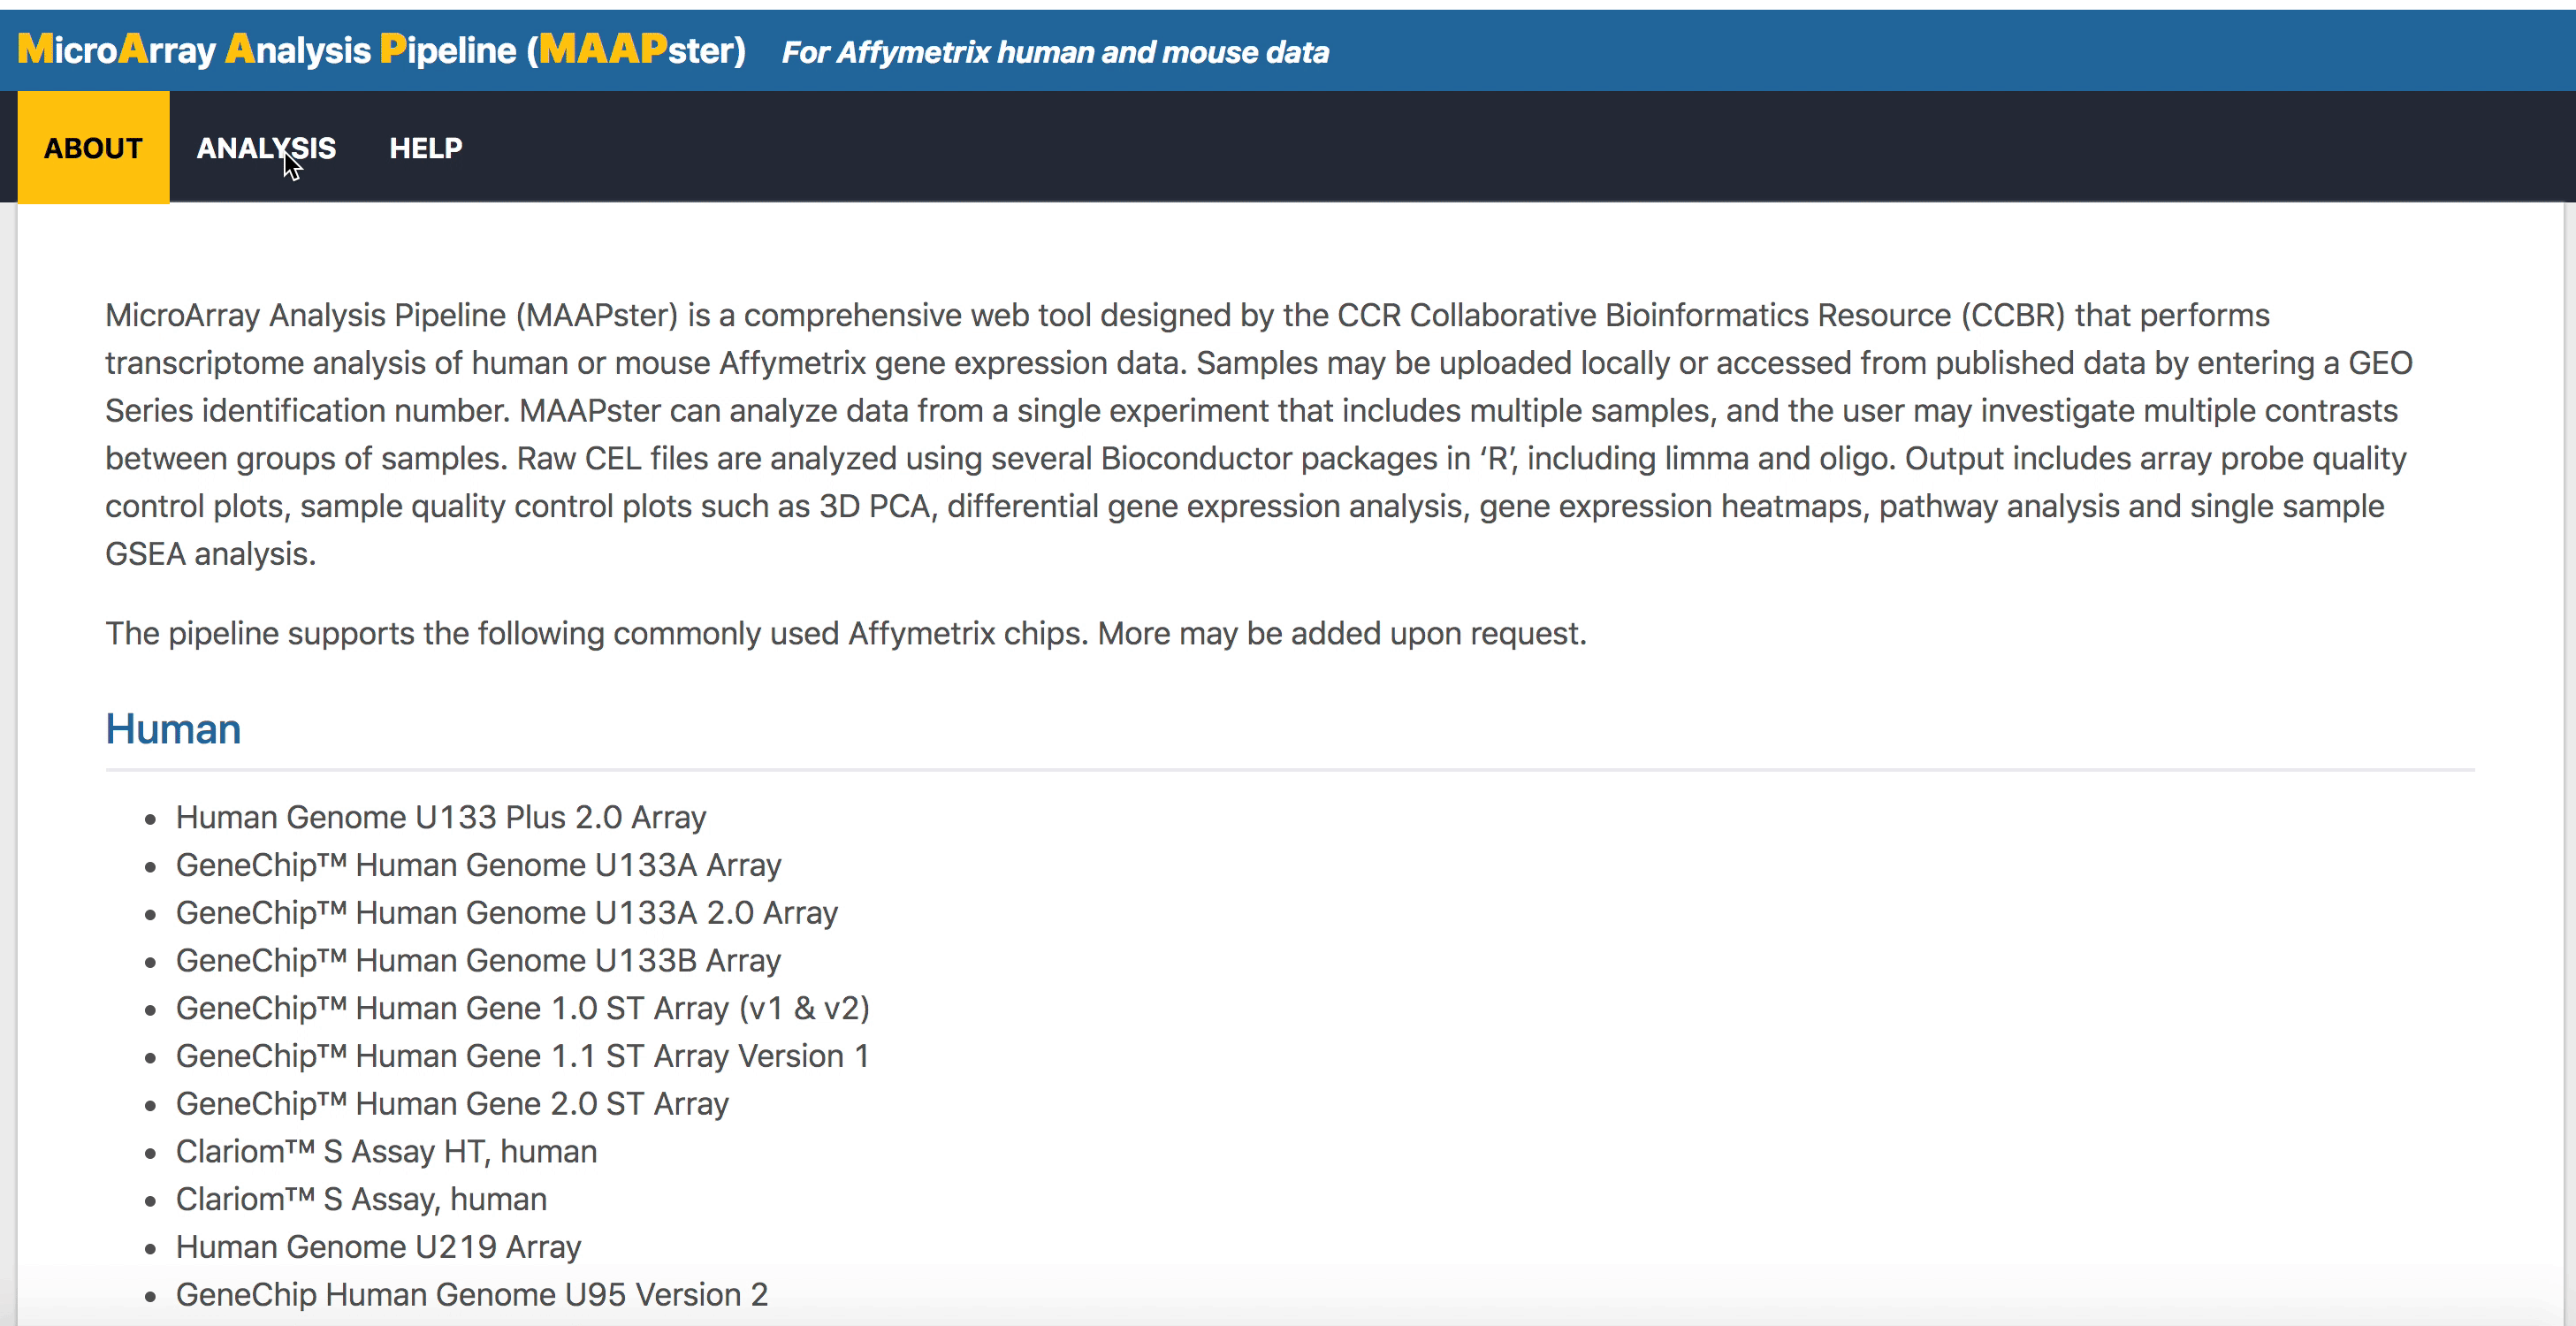 MicroArray Analysis Pipeline (MAAPster) For Affymetrix human and mouse data
ABOUT ANALYSIS HELP
MicroArray Analysis Pipeline (MAAPster) is a comprehensive web tool designed by the CCR Collaborative Bioinformatics Resource (CCBR) that performs
transcriptome analysis of human or mouse Affymetrix gene expression data. Samples may be uploaded locally or accessed from published data by entering a GEO
Series identification number. MAAPster can analyze data from a single experiment that includes multiple samples, and the user may investigate multiple contrasts
between groups of samples. Raw CEL files are analyzed using several Bioconductor packages in ‘R’, including limma and oligo. Output includes array probe quality
control plots, sample quality control plots such as 3D PCA, differential gene expression analysis, gene expression heatmaps, pathway analysis and single sample
GSEA analysis.
The pipeline supports the following commonly used Affymetrix chips. More may be added upon request.
Human
• Human Genome U133 Plus 2.0 Array
• GeneChip™ Human Genome U133A Array
• GeneChip™ Human Genome U133A 2.0 Array
• GeneChip™ Human Genome U133B Array
• GeneChip™ Human Gene 1.0 ST Array (v1 & v2)
• GeneChip™ Human Gene 1.1 ST Array Version 1
• GeneChip™ Human Gene 2.0 ST Array
• Clariom™ S Assay HT, human
• Clariom™ S Assay, human
• Human Genome U219 Array
• GeneChip Human Genome U95 Version 2